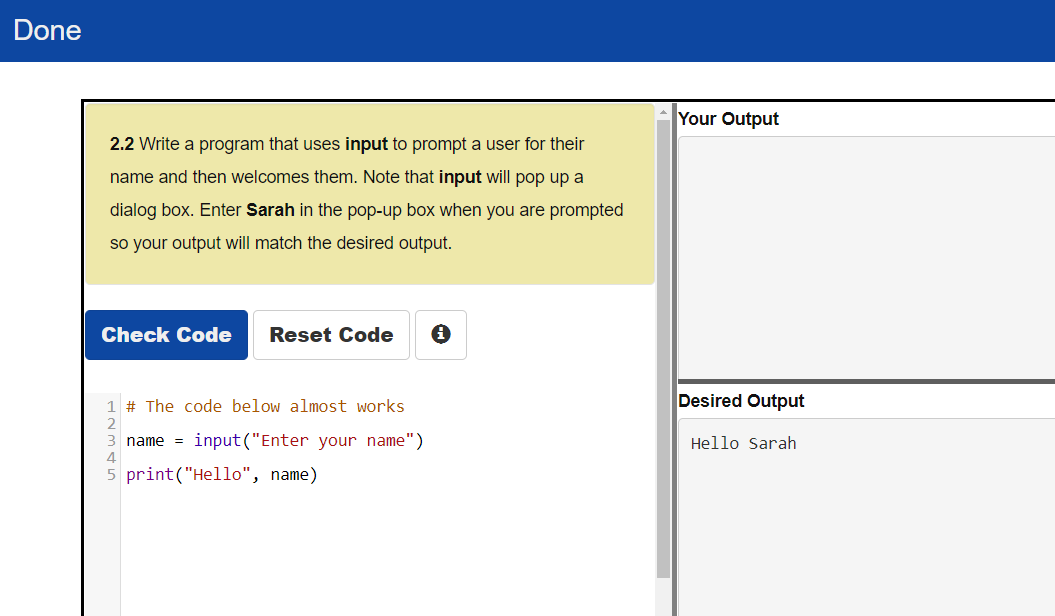 Done
2.2 Write a program that uses input to prompt a user for their
name and then welcomes them. Note that input will pop up a
dialog box. Enter Sarah in the pop-up box when you are prompted
so your output will match the desired output.
Check Code
Reset Code
1 # The code below almost works
2
3 name = input("Enter your name")
4
5 print("Hello", name)
Your Output
Desired Output
Hello Sarah